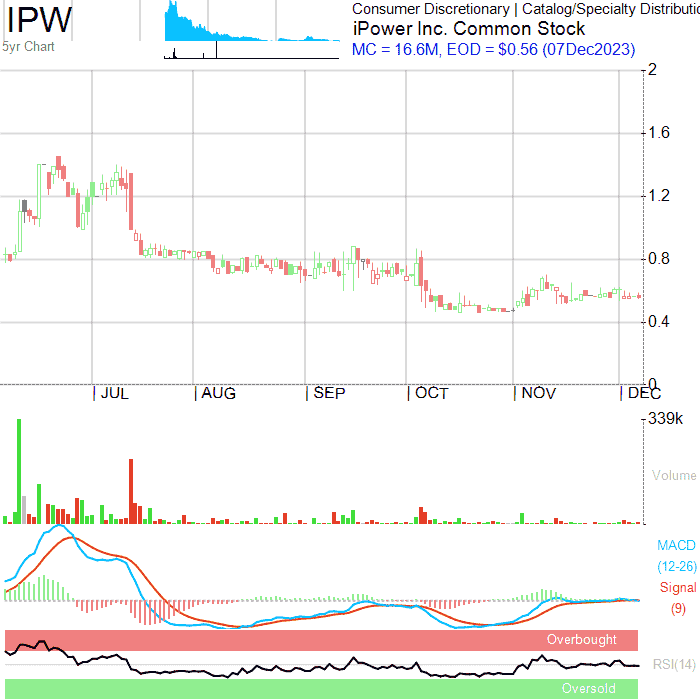 IPW
5yr Chart
Consumer Discretionary | Catalog/Specialty Distributio
iPower Inc. Common Stock
MC = 16.6M, EOD = $0.56 (07Dec2023)
2
1.6
1.2
0.8
0.4
0
JUL
AUG
SEP
OCT
NOV
DEC
339k
Volume
MACD
(12-26)
Signal
(9)
Overbought
RSI(14)
Oversold